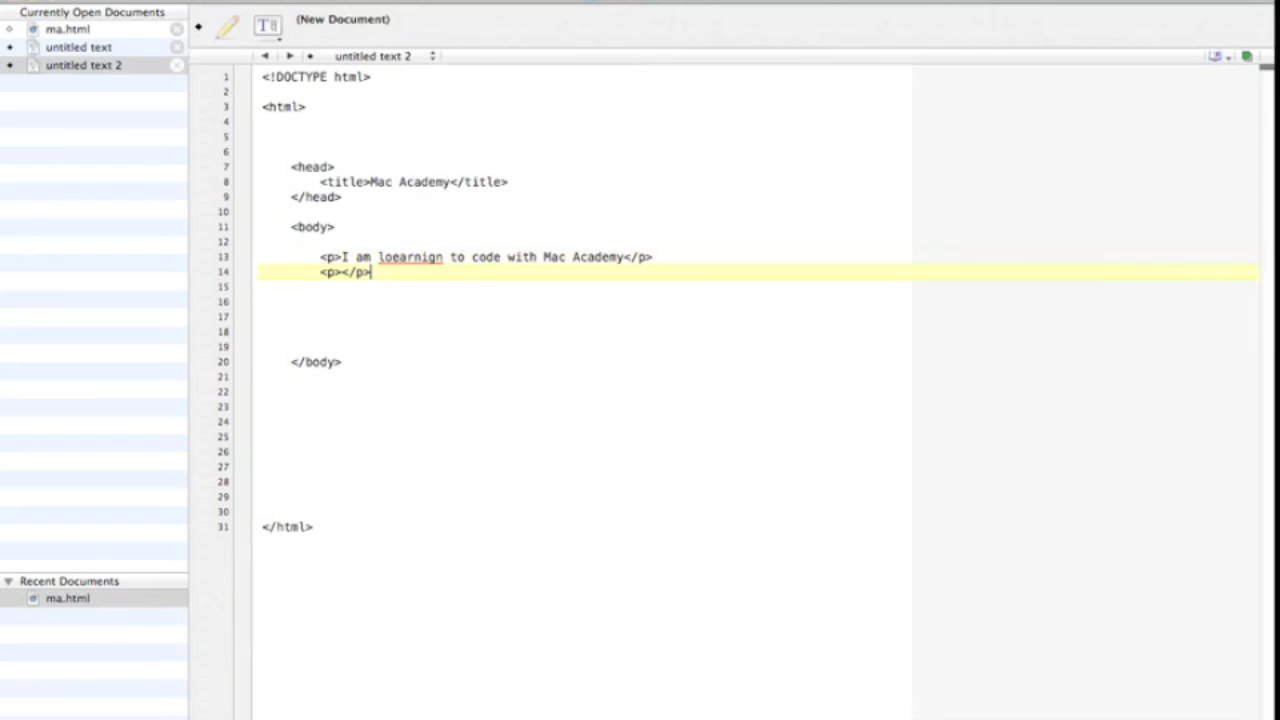 Currently Open Documents
ma.html
untitled text
untitled text 2
(New Document)
untitled text 2
1 <!DOCTYPE html>
2
3 <html>
4
5
6
7 <head>
8 <title>Mac Academy</title>
9 </head>
10
11 <body>
12
13 <p>I am loearnign to code with Mac Academy</p>
14 <p></p>
15
16
17
18
19
20 </body>
21
22
23
24
25
26
27
28
29
30
31 </html>
Recent Documents
ma.html